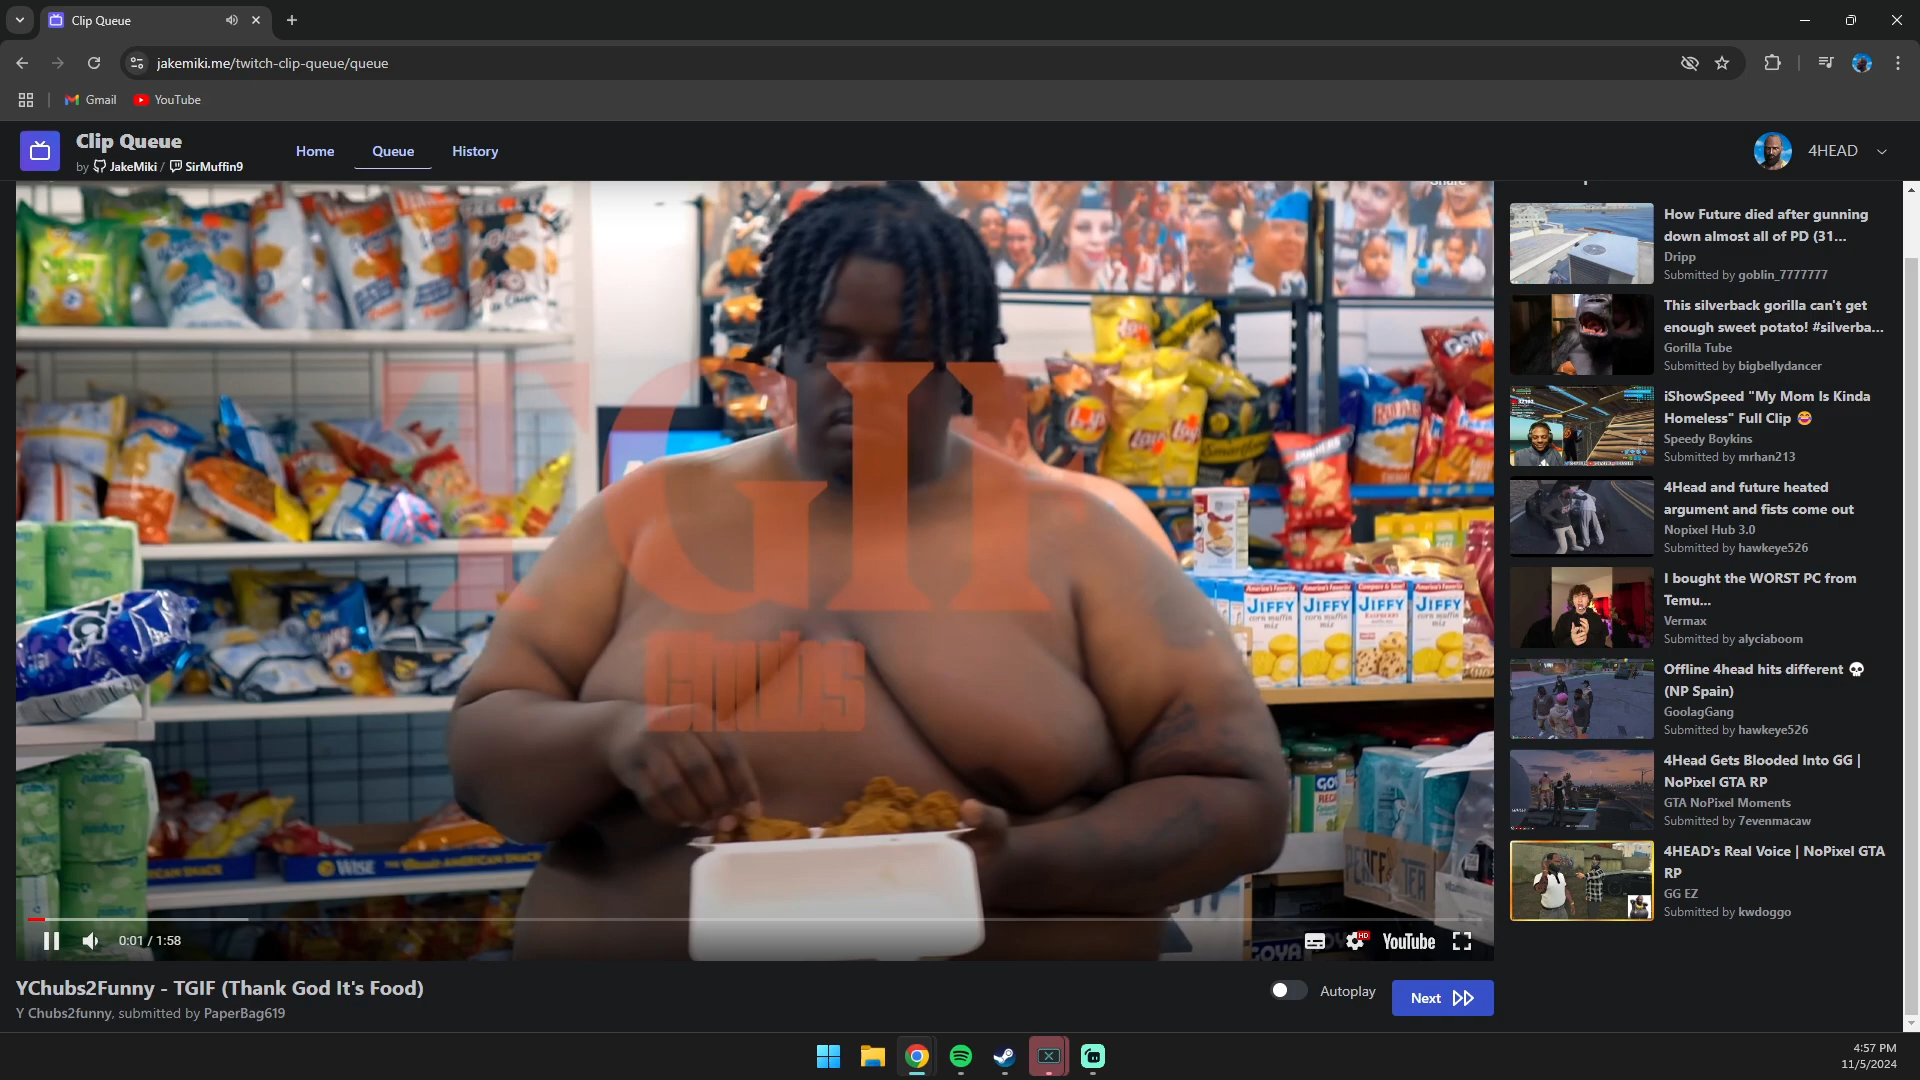 Clip Queue
jakemiki.me/twitch-clip-queue/queue
Gmail
YouTube
Clip Queue
by JakeMiki / SirMuffin9
Home
Queue
History
4HEAD
Share
TGIF
Chubs
Lay's
JIFFY
JIFFY
JIFFY
JIFFY
WISE
GOYA
0:01 / 1:58
HD
YouTube
YChubs2Funny - TGIF (Thank God It's Food)
Y Chubs2funny, submitted by PaperBag619
Autoplay
Next
How Future died after gunning
down almost all of PD (31...
Dripp
Submitted by goblin_7777777
This silverback gorilla can't get
enough sweet potato! #silverba...
Gorilla Tube
Submitted by bigbellydancer
iShowSpeed "My Mom Is Kinda
Homeless" Full Clip 😂
Speedy Boykins
Submitted by mrhan213
4Head and future heated
argument and fists come out
Nopixel Hub 3.0
Submitted by hawkeye526
I bought the WORST PC from
Temu...
Vermax
Submitted by alyciaboom
Offline 4head hits different 💀
(NP Spain)
GoolagGang
Submitted by hawkeye526
4Head Gets Blooded Into GG |
NoPixel GTA RP
GTA NoPixel Moments
Submitted by 7evenmacaw
4HEAD's Real Voice | NoPixel GTA
RP
GG EZ
Submitted by kwdoggo
4:57 PM
11/5/2024